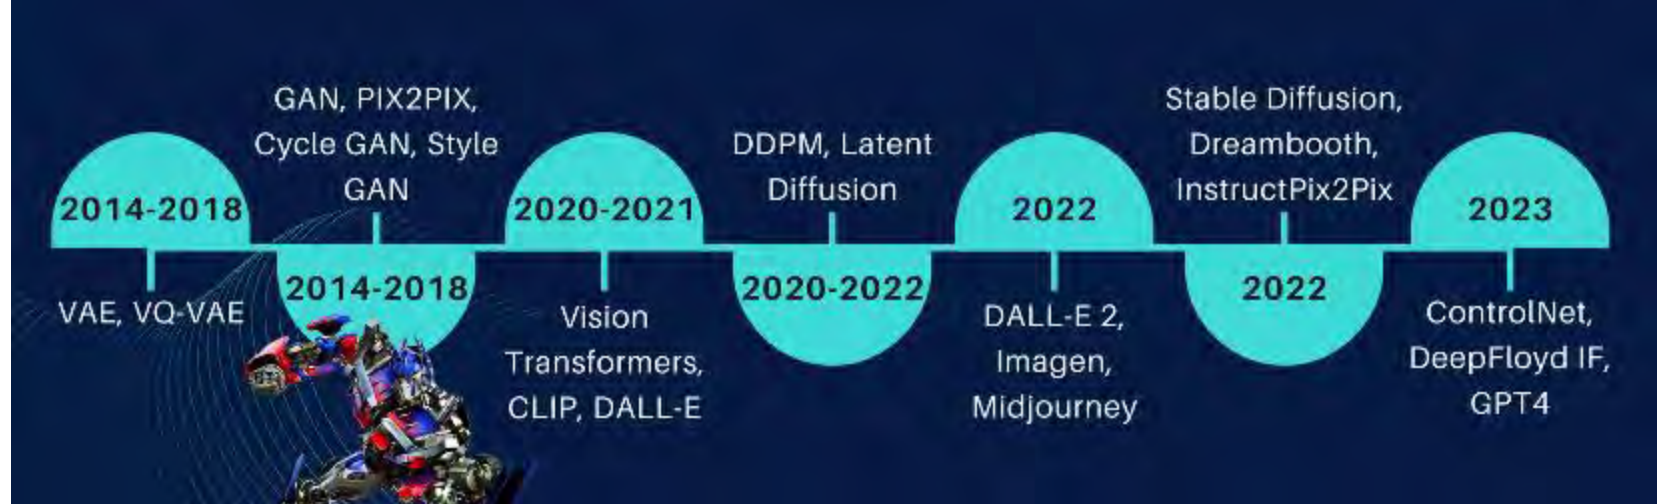 2014-2018
VAE, VQ-VAE
GAN, PIX2PIX,
Cycle GAN, Style
GAN
2014-2018
2020-2021
Vision
Transformers,
CLIP, DALL-E
DDPM, Latent
Diffusion
2020-2022
2022
DALL-E 2,
Imagen,
Midjourney
Stable Diffusion,
Dreambooth,
InstructPix2Pix
2022
2023
ControlNet,
DeepFloyd IF,
GPT4